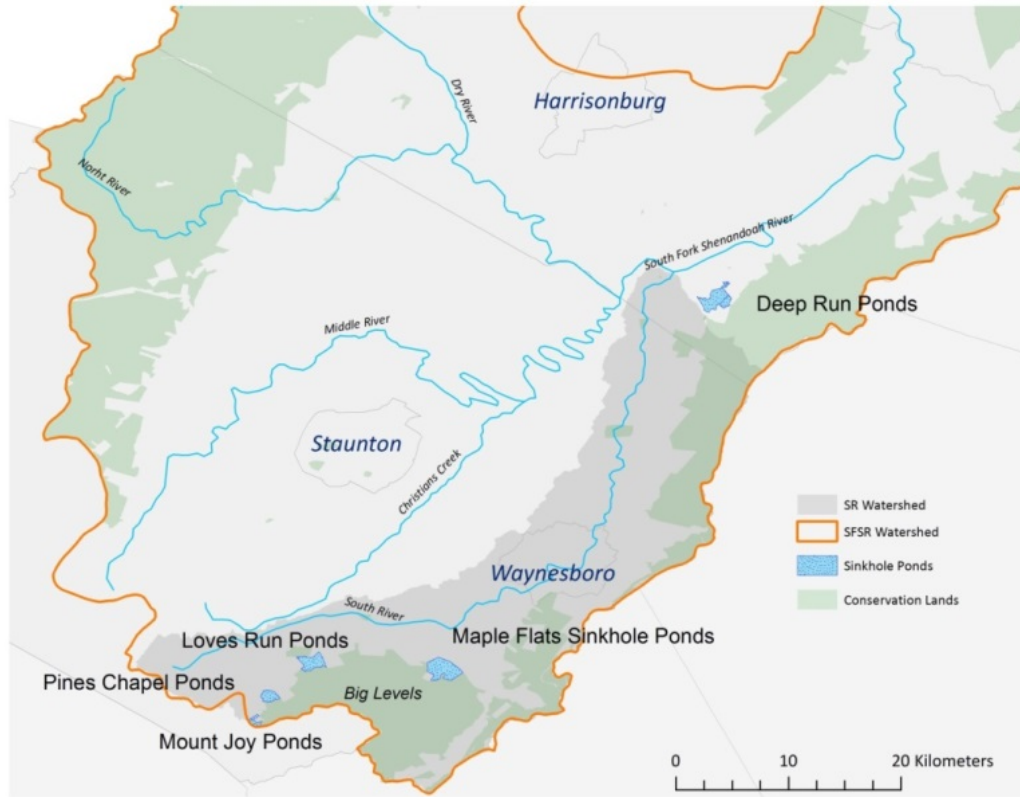 Harrisonburg
Dry River
Norht River
South Fork Shenandoah River
Deep Run Ponds
Middle River
Staunton
Christians Creek
SR Watershed
SFSR Watershed
Sinkhole Ponds
Conservation Lands
Waynesboro
South River
Loves Run Ponds
Maple Flats Sinkhole Ponds
Pines Chapel Ponds
Big Levels
Mount Joy Ponds
0 10 20 Kilometers